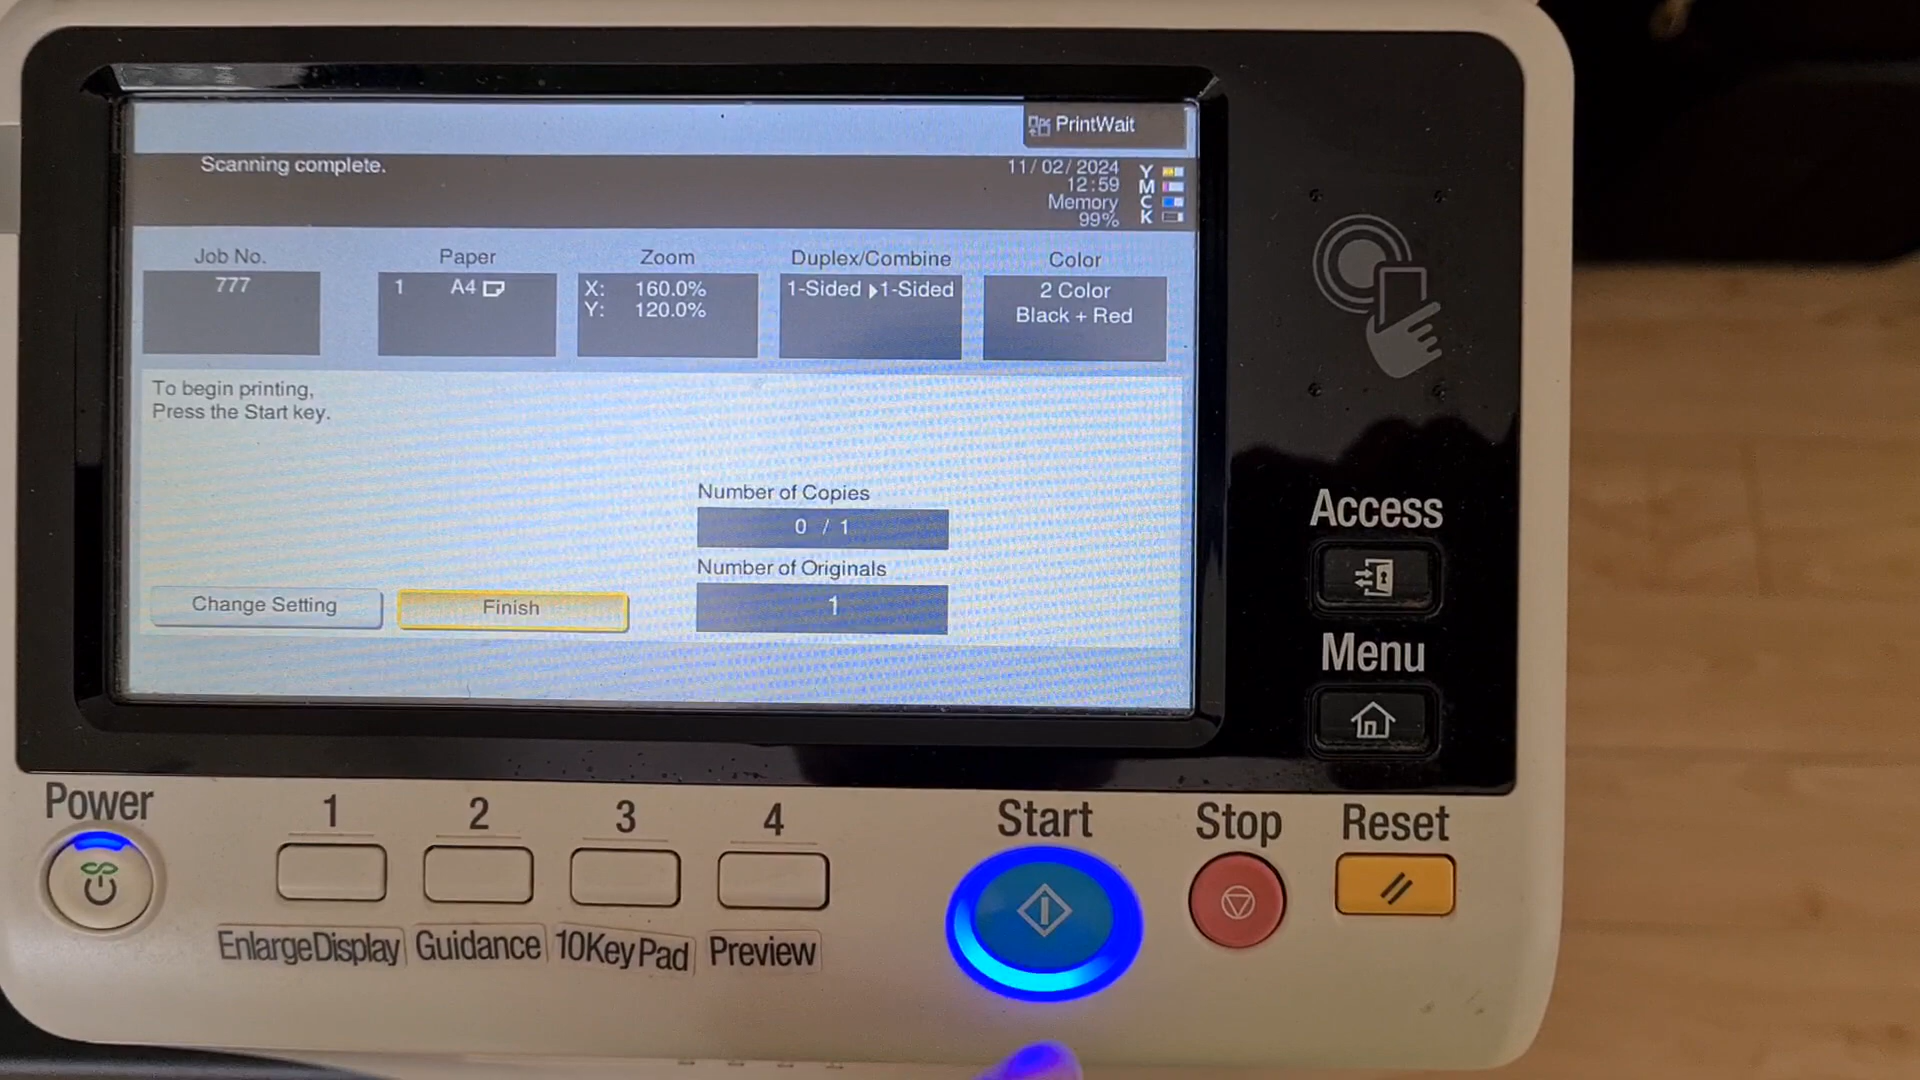 PrintWait
Scanning complete.
11/02/2024
12:59
Memory
99%
Y
M
C
K
Job No.
777
Paper
1 A4
Zoom
X: 160.0%
Y: 120.0%
Duplex/Combine
1-Sided ▶1-Sided
Color
2 Color
Black + Red
To begin printing,
Press the Start key.
Number of Copies
0 / 1
Number of Originals
1
Change Setting
Finish
Access
Menu
Power
1
2
3
4
Start
Stop
Reset
EnlargeDisplay
Guidance
10KeyPad
Preview